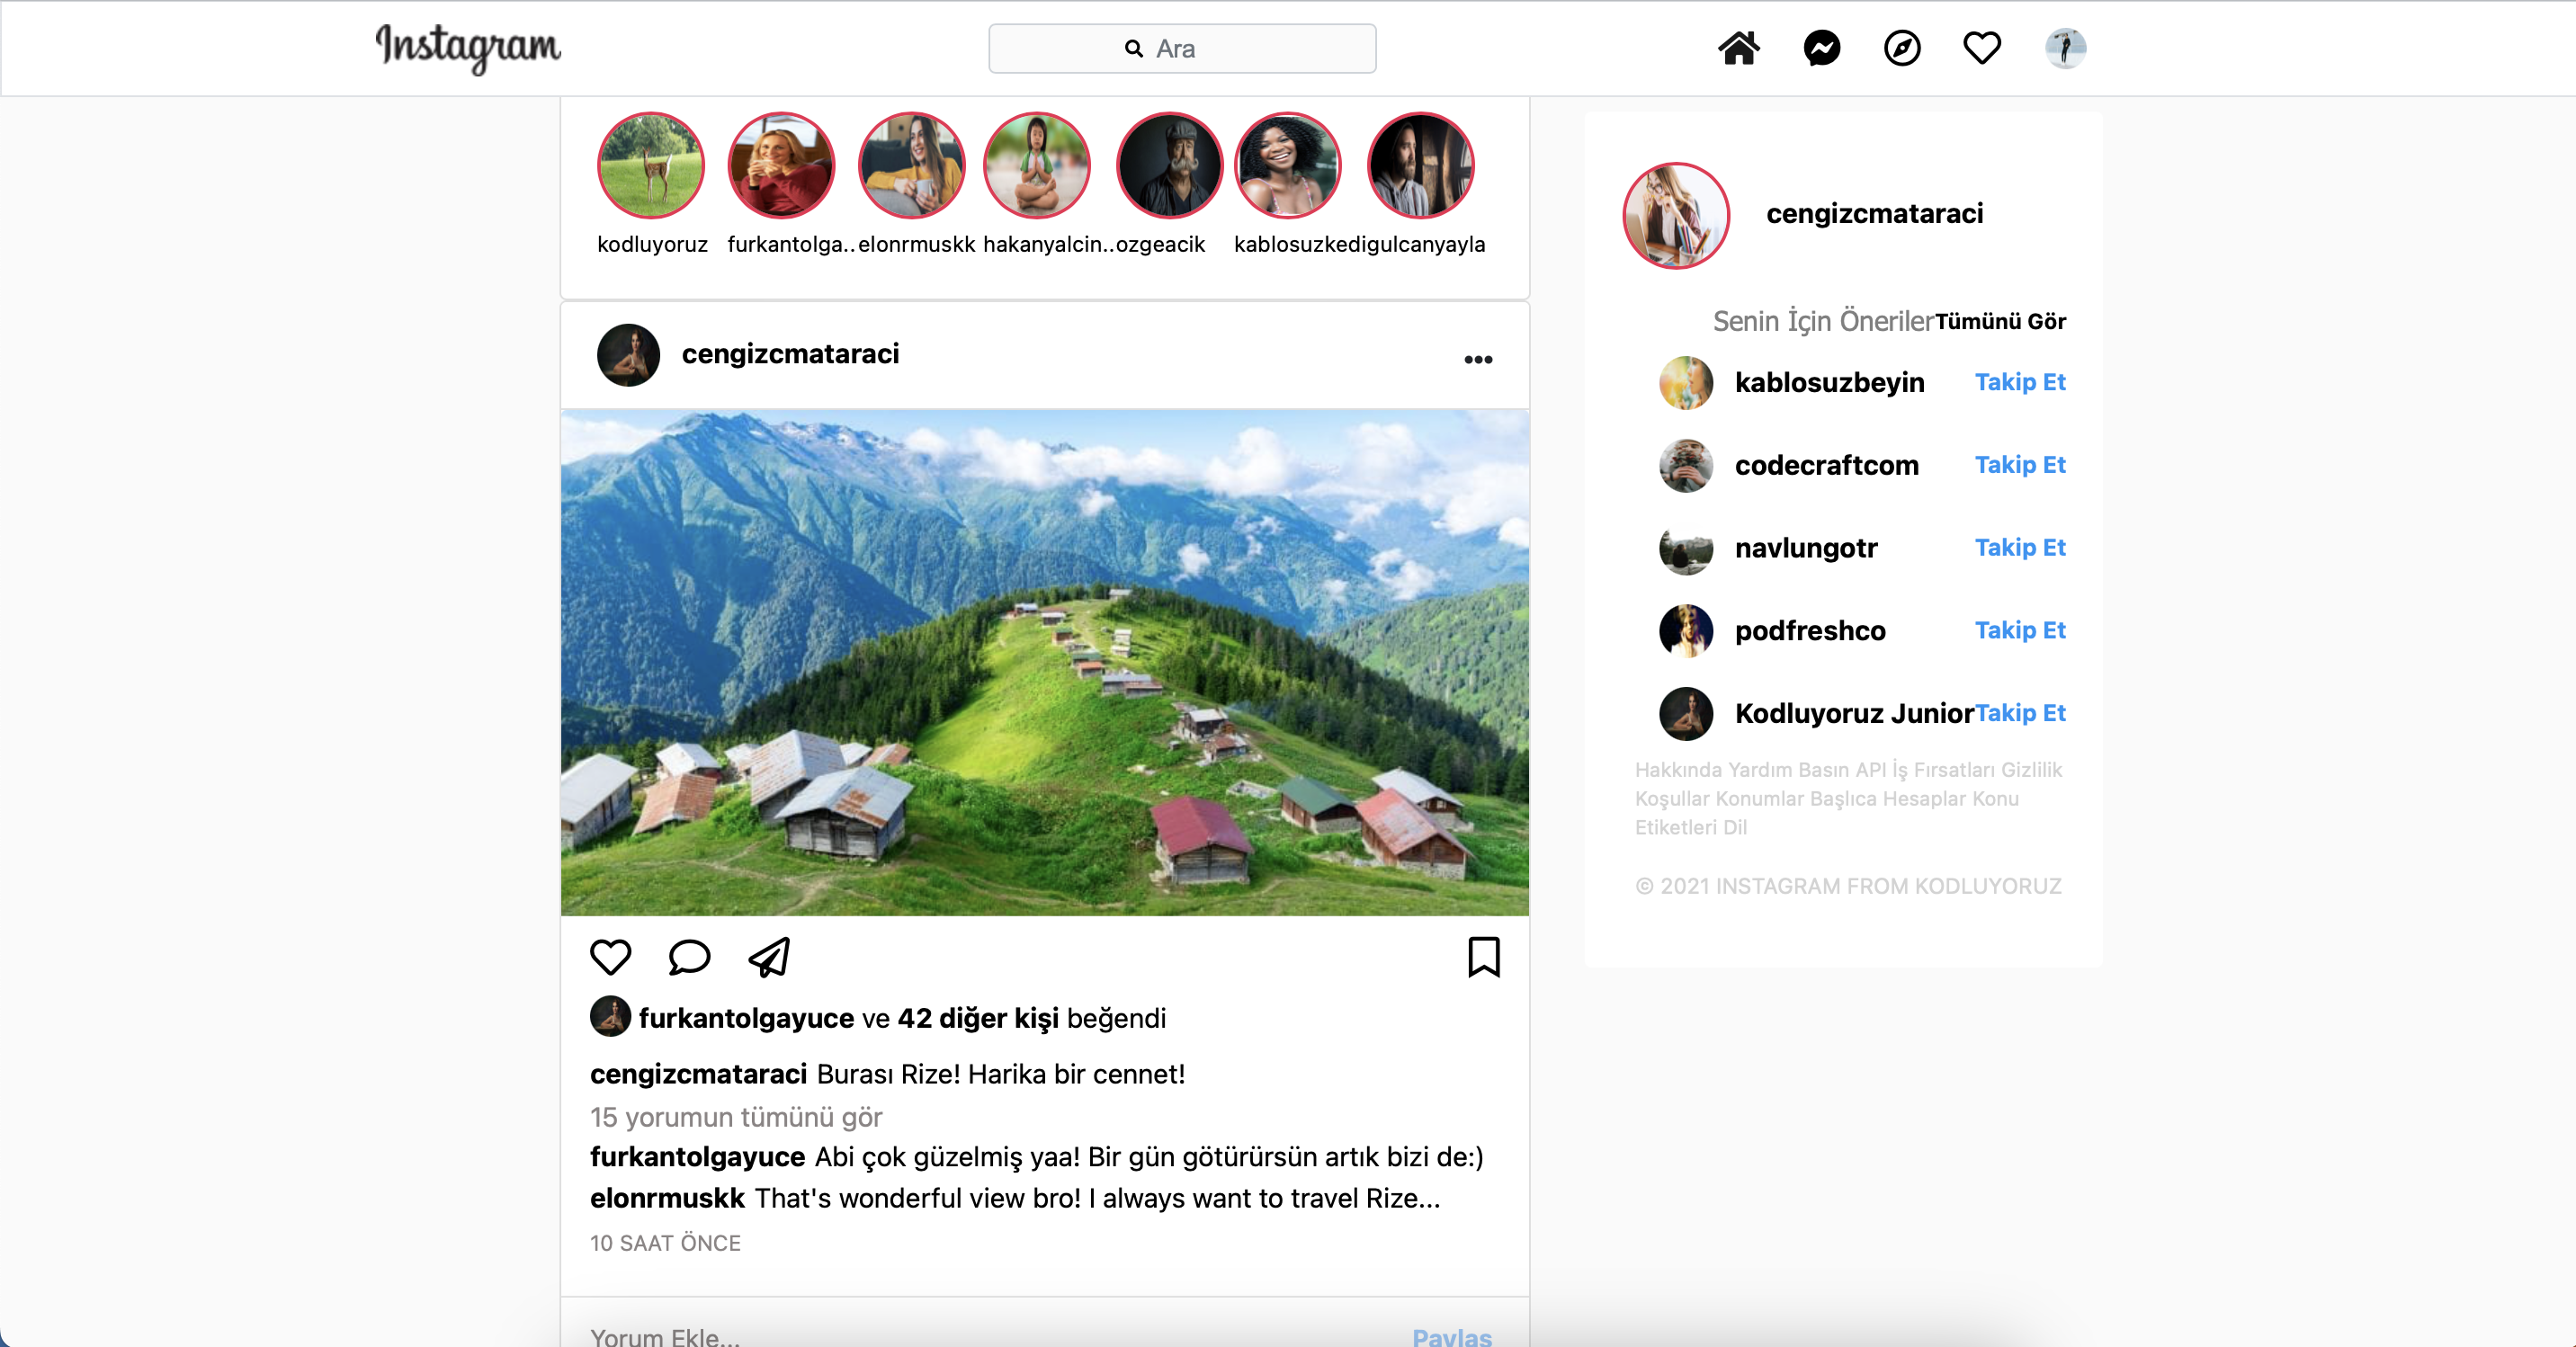 Instagram
Ara
kodluyoruz furkantolga.. elonrmuskk hakanyalcin.. ozgeacik kablosuzkedi gulcanyayla
cengizcmataraci
furkantolgayuce ve 42 diğer kişi beğendi
cengizcmataraci Burası Rize! Harika bir cennet!
15 yorumun tümünü gör
furkantolgayuce Abi çok güzelmiş yaa! Bir gün götürürsün artık bizi de:)
elonrmuskk That's wonderful view bro! I always want to travel Rize...
10 SAAT ÖNCE
Yorum Ekle... Paylaş
cengizcmataraci
Senin İçin Öneriler Tümünü Gör
kablosuzbeyin Takip Et
codecraftcom Takip Et
navlungotr Takip Et
podfreshco Takip Et
Kodluyoruz Junior Takip Et
Hakkında Yardım Basın API İş Fırsatları Gizlilik
Koşullar Konumlar Başlıca Hesaplar Konu
Etiketleri Dil
© 2021 INSTAGRAM FROM KODLUYORUZ